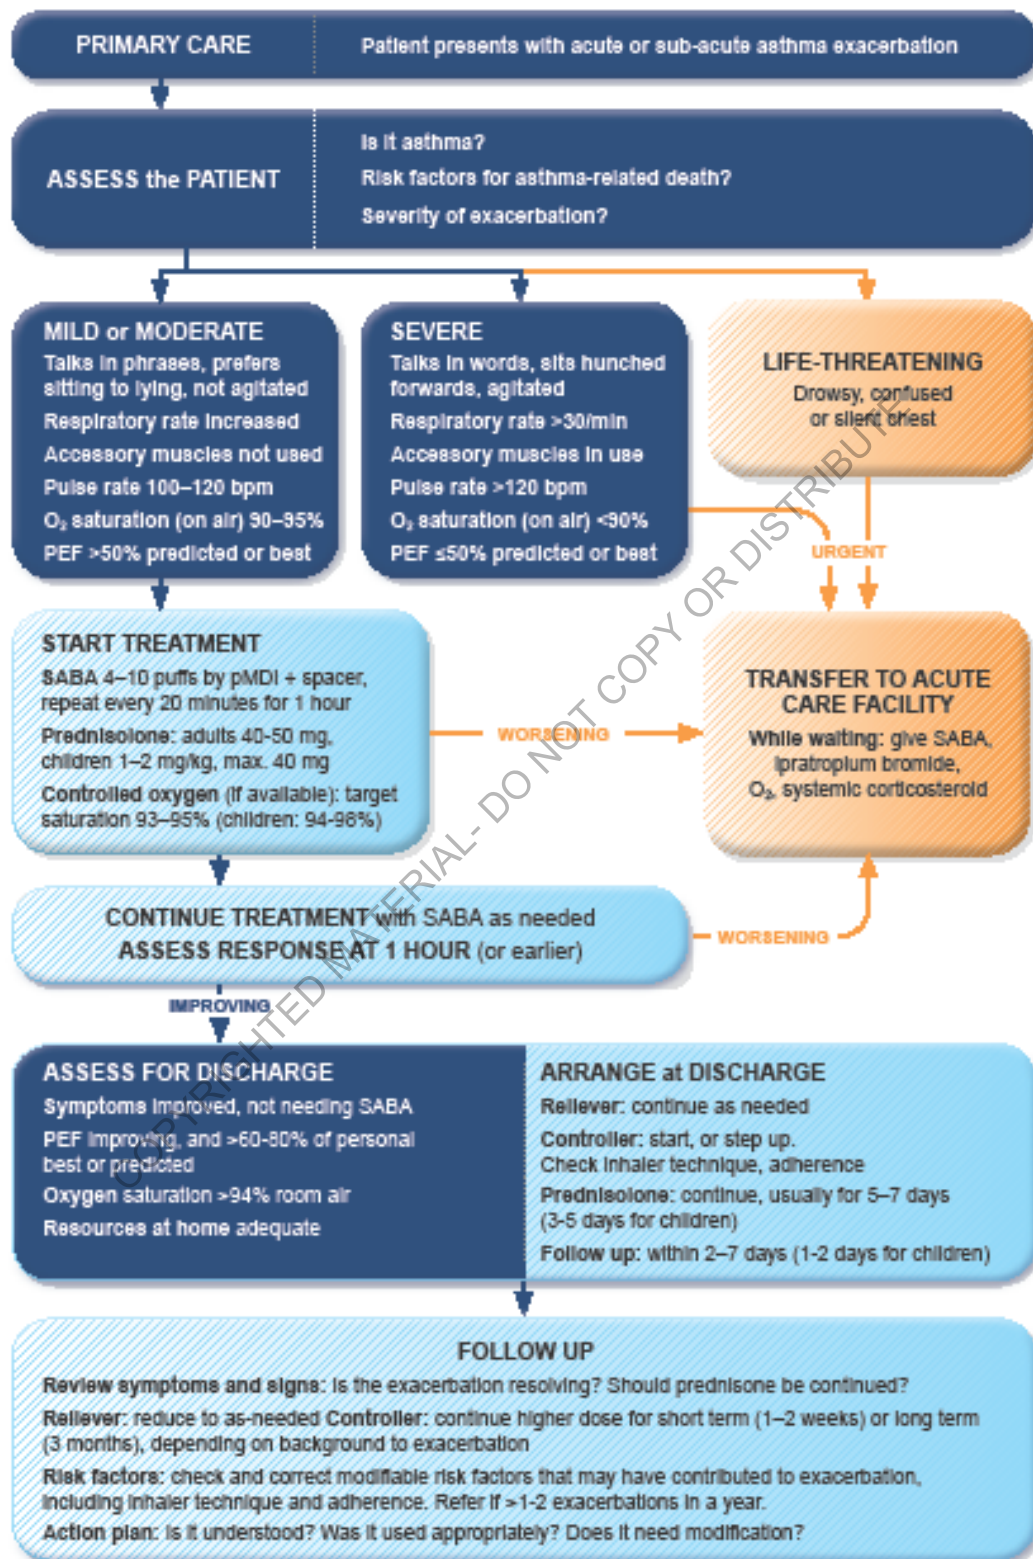 PRIMARY CARE
Patient presents with acute or sub-acute asthma exacerbation
ASSESS the PATIENT
Is it asthma?
Risk factors for asthma-related death?
Severity of exacerbation?
MILD or MODERATE
Talks in phrases, prefers
sitting to lying, not agitated
Respiratory rate increased
Accessory muscles not used
Pulse rate 100–120 bpm
O₂ saturation (on air) 90–95%
PEF >50% predicted or best
SEVERE
Talks in words, sits hunched
forwards, agitated
Respiratory rate >30/min
Accessory muscles in use
Pulse rate >120 bpm
O₂ saturation (on air) <90%
PEF ≤50% predicted or best
LIFE-THREATENING
Drowsy, confused
or silent chest
URGENT
START TREATMENT
SABA 4–10 puffs by pMDI + spacer,
repeat every 20 minutes for 1 hour
Prednisolone: adults 40-50 mg,
children 1–2 mg/kg, max. 40 mg
Controlled oxygen (if available): target
saturation 93–95% (children: 94-98%)
WORSENING
TRANSFER TO ACUTE
CARE FACILITY
While waiting: give SABA,
ipratropium bromide,
O₂, systemic corticosteroid
CONTINUE TREATMENT with SABA as needed
ASSESS RESPONSE AT 1 HOUR (or earlier)
WORSENING
IMPROVING
ASSESS FOR DISCHARGE
Symptoms improved, not needing SABA
PEF improving, and >60-80% of personal
best or predicted
Oxygen saturation >94% room air
Resources at home adequate
ARRANGE at DISCHARGE
Reliever: continue as needed
Controller: start, or step up.
Check inhaler technique, adherence
Prednisolone: continue, usually for 5–7 days
(3-5 days for children)
Follow up: within 2–7 days (1-2 days for children)
FOLLOW UP
Review symptoms and signs: Is the exacerbation resolving? Should prednisone be continued?
Reliever: reduce to as-needed Controller: continue higher dose for short term (1–2 weeks) or long term
(3 months), depending on background to exacerbation
Risk factors: check and correct modifiable risk factors that may have contributed to exacerbation,
including inhaler technique and adherence. Refer if >1-2 exacerbations in a year.
Action plan: Is it understood? Was it used appropriately? Does it need modification?
COPYRIGHTED MATERIAL- DO NOT COPY OR DISTRIBUTE